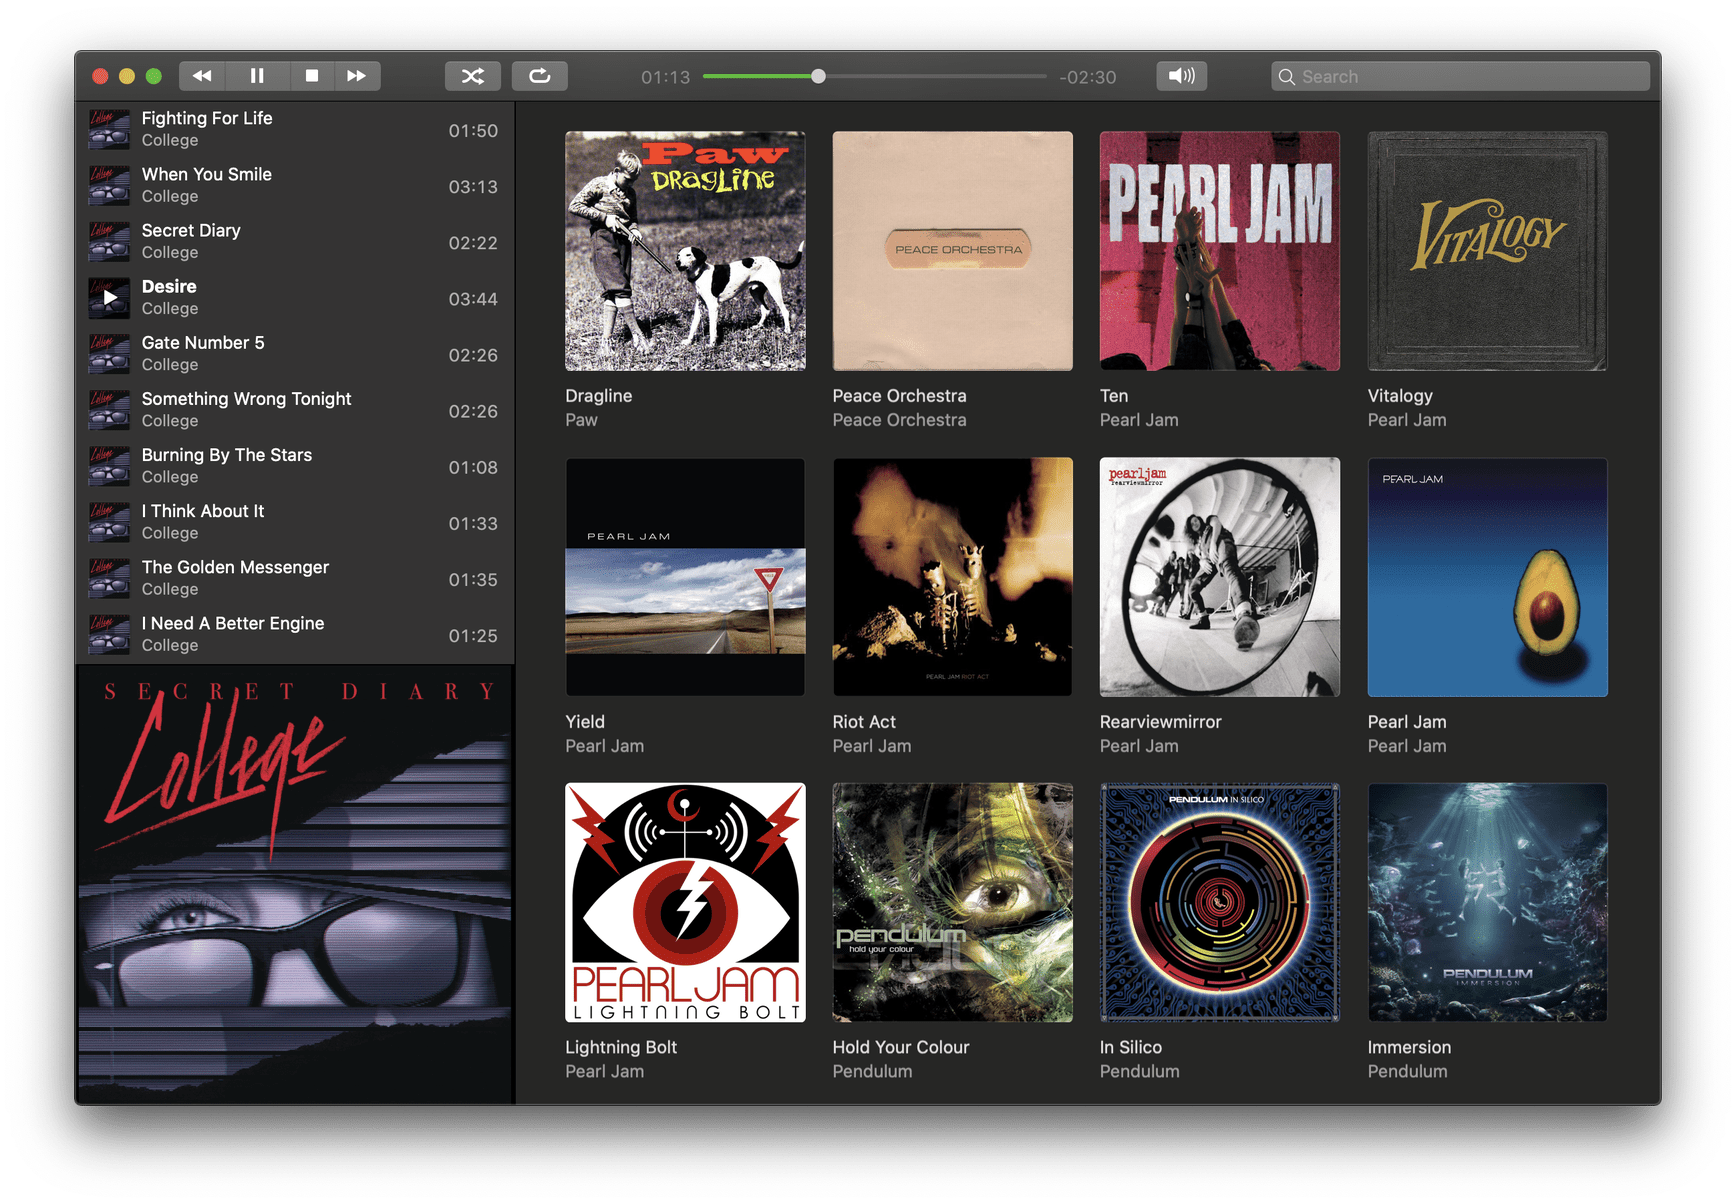 01:13
-02:30
Search
Fighting For Life
College
01:50
When You Smile
College
03:13
Secret Diary
College
02:22
Desire
College
03:44
Gate Number 5
College
02:26
Something Wrong Tonight
College
02:26
Burning By The Stars
College
01:08
I Think About It
College
01:33
The Golden Messenger
College
01:35
I Need A Better Engine
College
01:25
SECRET DIARY
College
Paw
DRAGLINE
Dragline
Paw
PEACE ORCHESTRA
Peace Orchestra
Peace Orchestra
PEARL JAM
Ten
Pearl Jam
VITALOGY
Vitalogy
Pearl Jam
PEARL JAM
Yield
Pearl Jam
PEARL JAM RIOT ACT
Riot Act
Pearl Jam
pearljam
rearviewmirror
Rearviewmirror
Pearl Jam
PEARL JAM
Pearl Jam
Pearl Jam
PEARL JAM
LIGHTNING BOLT
Lightning Bolt
Pearl Jam
pendulum
hold your colour
Hold Your Colour
Pendulum
PENDULUM IN SILICO
In Silico
Pendulum
PENDULUM
IMMERSION
Immersion
Pendulum